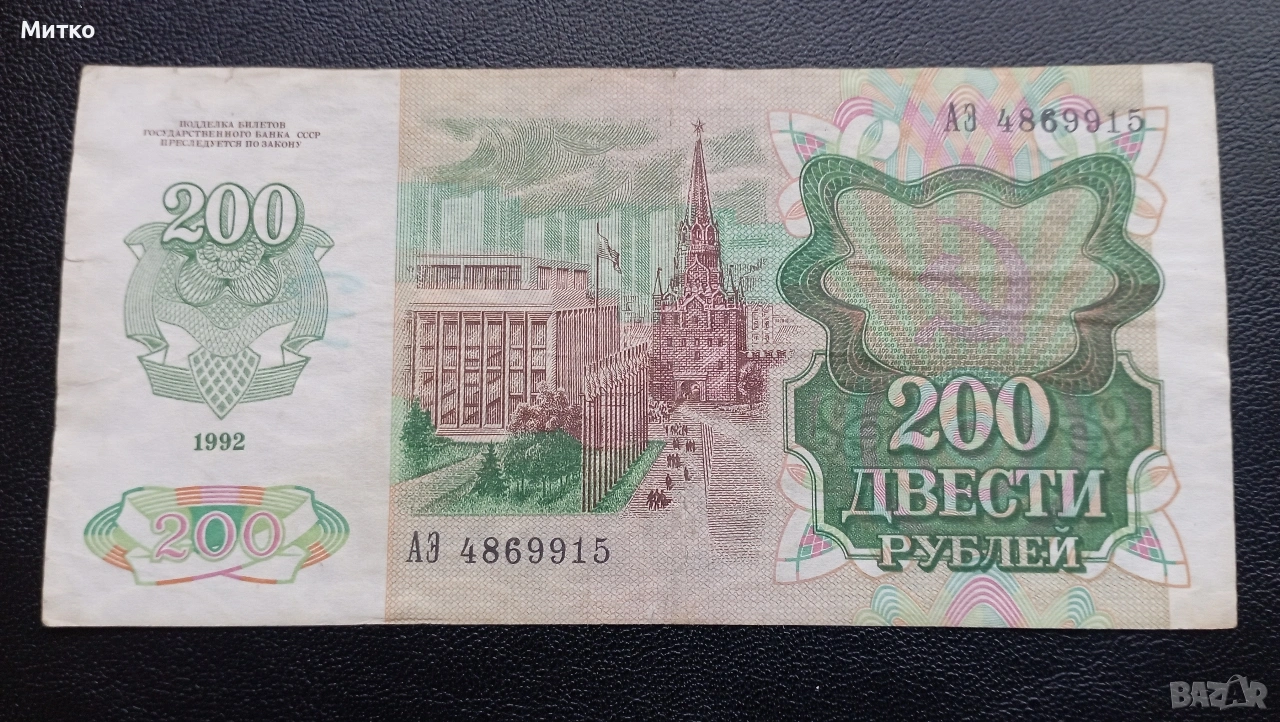 Митко
ПОДДЕЛКА БИЛЕТОВ
ГОСУДАРСТВЕННОГО БАНКА СССР
ПРЕСЛЕДУЕТСЯ ПО ЗАКОНУ
200
1992
200
АЭ 4869915
АЭ 4869915
200
ДВЕСТИ
РУБЛЕЙ
BAZAR